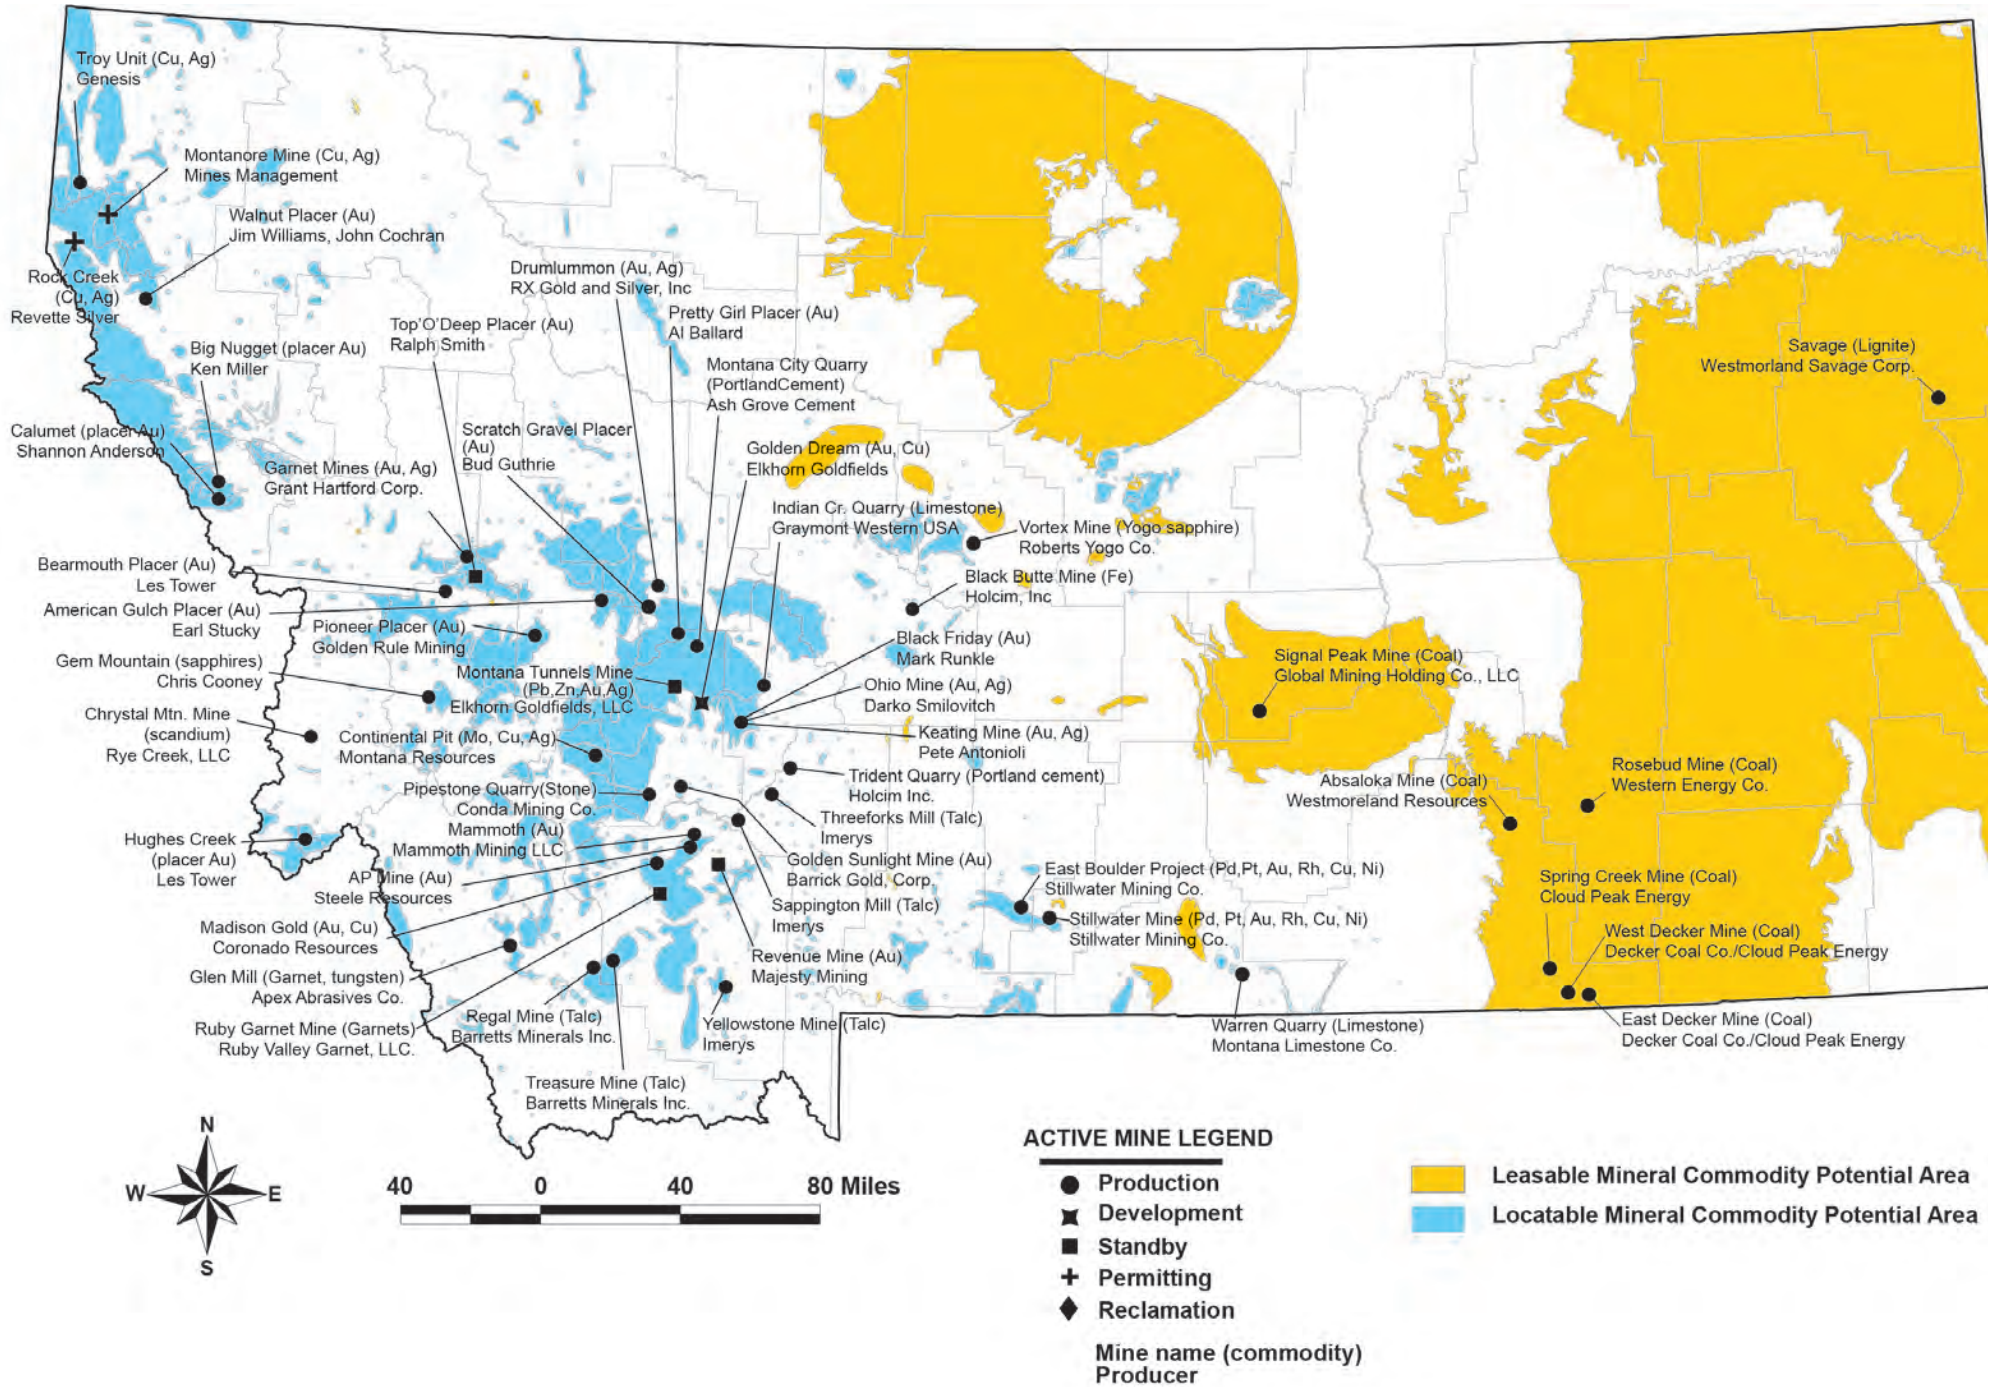 Troy Unit (Cu, Ag)
Genesis
Montanore Mine (Cu, Ag)
Mines Management
Walnut Placer (Au)
Jim Williams, John Cochran
Rock Creek
(Cu, Ag)
Revette Silver
Drumlummon (Au, Ag)
RX Gold and Silver, Inc
Pretty Girl Placer (Au)
Al Ballard
Top'O'Deep Placer (Au)
Ralph Smith
Big Nugget (placer Au)
Ken Miller
Montana City Quarry
(PortlandCement)
Ash Grove Cement
Savage (Lignite)
Westmorland Savage Corp.
Calumet (placer Au)
Shannon Anderson
Scratch Gravel Placer
(Au)
Bud Guthrie
Golden Dream (Au, Cu)
Elkhorn Goldfields
Garnet Mines (Au, Ag)
Grant Hartford Corp.
Indian Cr. Quarry (Limestone)
Graymont Western USA
Vortex Mine (Yogo sapphire)
Roberts Yogo Co.
Bearmouth Placer (Au)
Les Tower
Black Butte Mine (Fe)
Holcim, Inc
American Gulch Placer (Au)
Earl Stucky
Pioneer Placer (Au)
Golden Rule Mining
Black Friday (Au)
Mark Runkle
Gem Mountain (sapphires)
Chris Cooney
Montana Tunnels Mine
(Pb,Zn,Au,Ag)
Elkhorn Goldfields, LLC
Signal Peak Mine (Coal)
Global Mining Holding Co., LLC
Ohio Mine (Au, Ag)
Darko Smilovitch
Chrystal Mtn. Mine
(scandium)
Rye Creek, LLC
Continental Pit (Mo, Cu, Ag)
Montana Resources
Keating Mine (Au, Ag)
Pete Antonioli
Trident Quarry (Portland cement)
Holcim Inc.
Absaloka Mine (Coal)
Westmoreland Resources
Rosebud Mine (Coal)
Western Energy Co.
Pipestone Quarry(Stone)
Conda Mining Co.
Threeforks Mill (Talc)
Imerys
Mammoth (Au)
Mammoth Mining LLC
Hughes Creek
(placer Au)
Les Tower
Golden Sunlight Mine (Au)
Barrick Gold, Corp.
East Boulder Project (Pd,Pt, Au, Rh, Cu, Ni)
Stillwater Mining Co.
Spring Creek Mine (Coal)
Cloud Peak Energy
AP Mine (Au)
Steele Resources
Sappington Mill (Talc)
Imerys
Stillwater Mine (Pd, Pt, Au, Rh, Cu, Ni)
Stillwater Mining Co.
West Decker Mine (Coal)
Decker Coal Co./Cloud Peak Energy
Madison Gold (Au, Cu)
Coronado Resources
Revenue Mine (Au)
Majesty Mining
Glen Mill (Garnet, tungsten)
Apex Abrasives Co.
Regal Mine (Talc)
Barretts Minerals Inc.
Yellowstone Mine (Talc)
Imerys
Warren Quarry (Limestone)
Montana Limestone Co.
East Decker Mine (Coal)
Decker Coal Co./Cloud Peak Energy
Ruby Garnet Mine (Garnets)
Ruby Valley Garnet, LLC.
Treasure Mine (Talc)
Barretts Minerals Inc.
N
W E
S
40 0 40 80 Miles
ACTIVE MINE LEGEND
Production
Development
Standby
Permitting
Reclamation
Mine name (commodity)
Producer
Leasable Mineral Commodity Potential Area
Locatable Mineral Commodity Potential Area